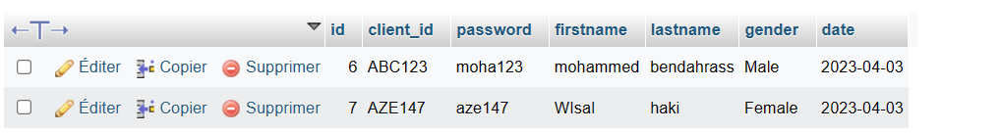 id client_id password firstname lastname gender date
Éditer Copier Supprimer 6 ABC123 moha123 mohammed bendahrass Male 2023-04-03
Éditer Copier Supprimer 7 AZE147 aze147 WIsal haki Female 2023-04-03